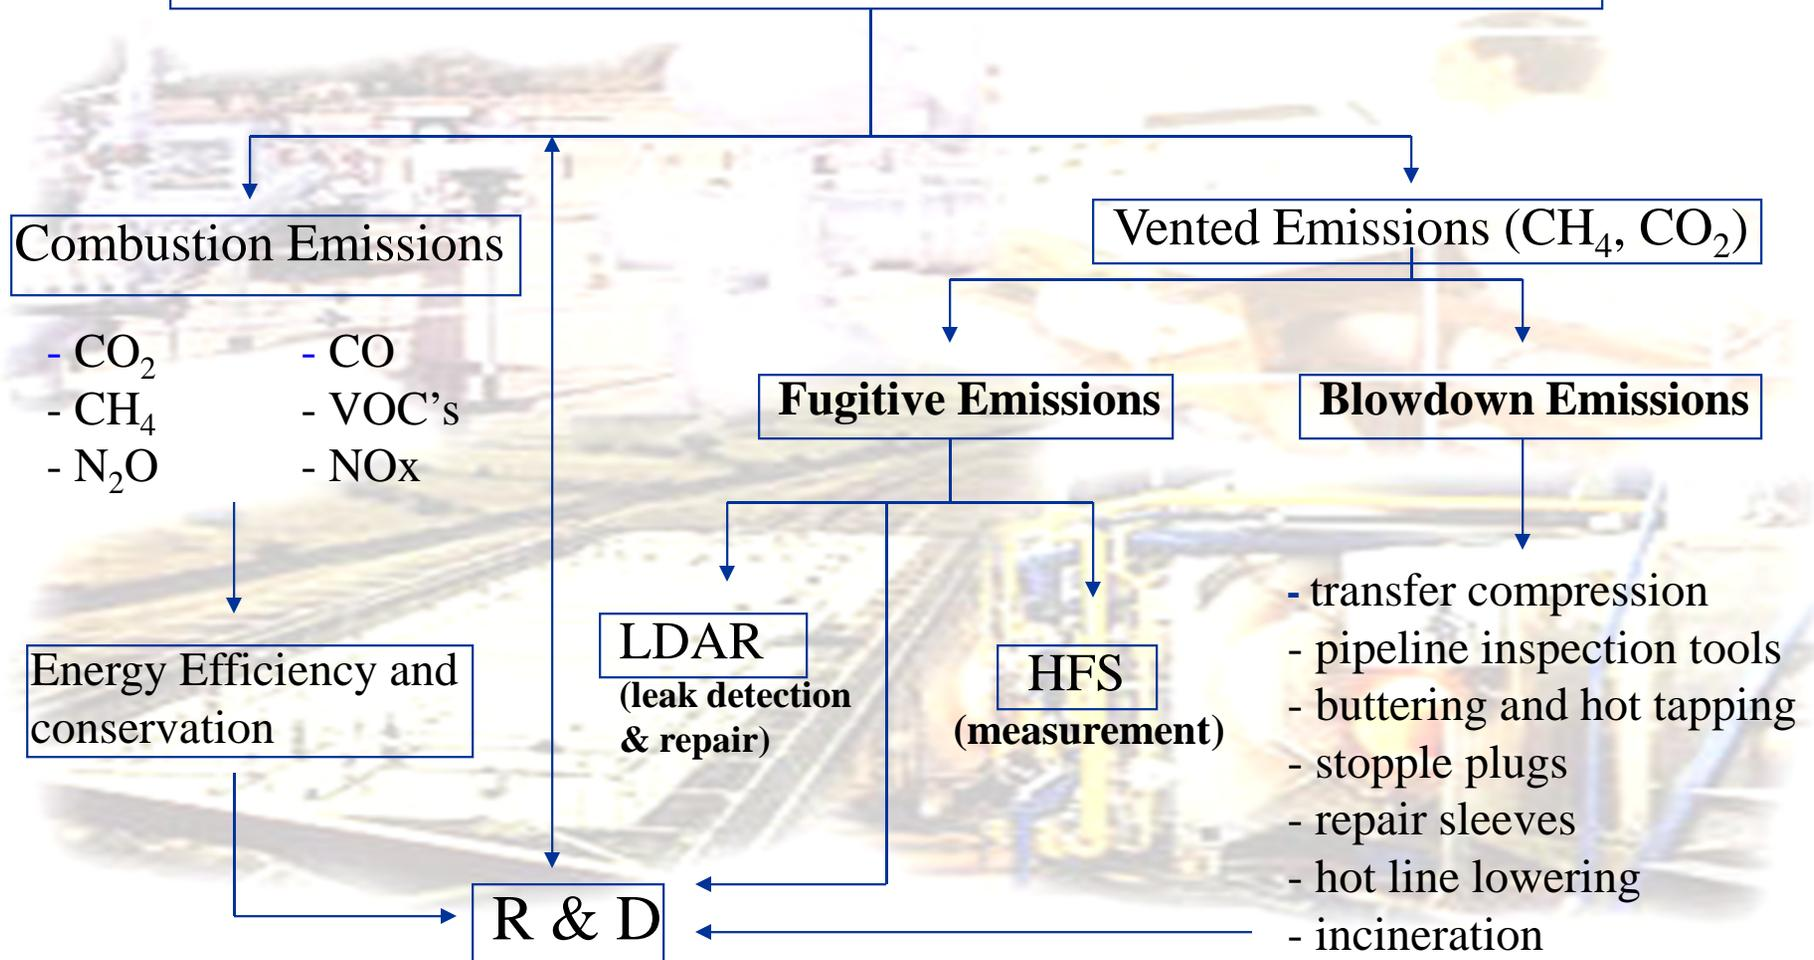 Combustion Emissions
Vented Emissions (CH₄, CO₂)
- CO₂
- CO
- CH₄
- VOC’s
- N₂O
- NOx
Fugitive Emissions
Blowdown Emissions
Energy Efficiency and
conservation
LDAR
(leak detection
& repair)
HFS
(measurement)
- transfer compression
- pipeline inspection tools
- buttering and hot tapping
- stopple plugs
- repair sleeves
- hot line lowering
- incineration
R & D